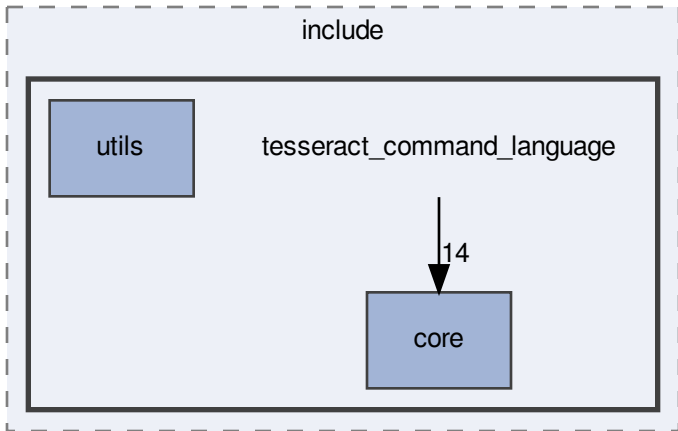 include
utils
tesseract_command_language
14
core